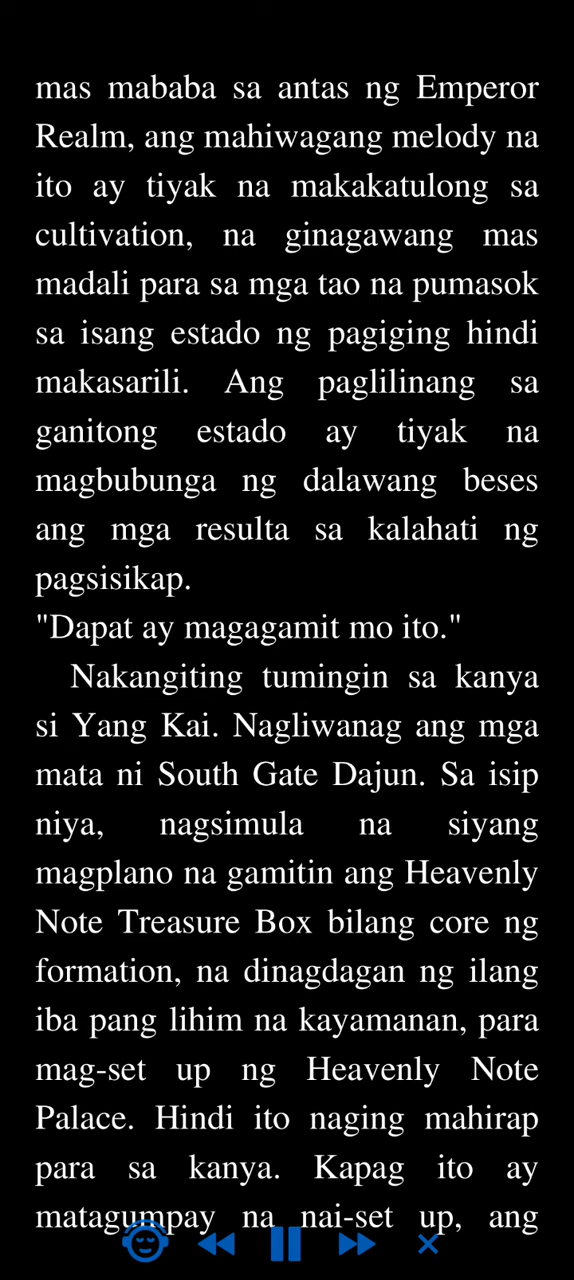 mas mababa sa antas ng Emperor
Realm, ang mahiwagang melody na
ito ay tiyak na makakatulong sa
cultivation, na ginagawang mas
madali para sa mga tao na pumasok
sa isang estado ng pagiging hindi
makasarili. Ang paglilinang sa
ganitong estado ay tiyak na
magbubunga ng dalawang beses
ang mga resulta sa kalahati ng
pagsisikap.
"Dapat ay magagamit mo ito."
Nakangiting tumingin sa kanya
si Yang Kai. Nagliwanag ang mga
mata ni South Gate Dajun. Sa isip
niya, nagsimula na siyang
magplano na gamitin ang Heavenly
Note Treasure Box bilang core ng
formation, na dinagdagan ng ilang
iba pang lihim na kayamanan, para
mag-set up ng Heavenly Note
Palace. Hindi ito naging mahirap
para sa kanya. Kapag ito ay
matagumpay na nai-set up, ang